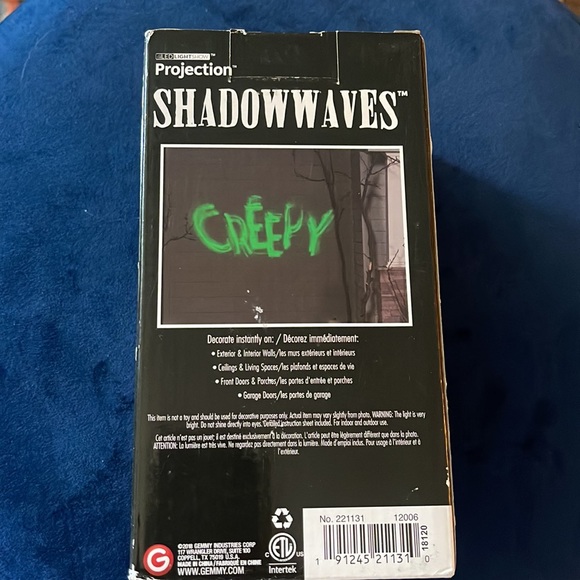 LED LIGHTSHOW™
Projection™
SHADOWWAVES™
CREEPY
Decorate instantly on: / Décorez immédiatement:
• Exterior & Interior Walls/les murs extérieurs et intérieurs
• Ceilings & Living Spaces/les plafonds et espaces de vie
• Front Doors & Porches/les portes d'entrée et porches
• Garage Doors/les portes de garage
This item is not a toy and should be used for decorative purposes only. Actual item may vary slightly from photo. WARNING: The light is very
bright. Do not shine directly into eyes. Detailed instruction sheet included. For indoor and outdoor use.
Cet article n'est pas un jouet; il est destiné exclusivement à la décoration. L'article peut être légèrement différent que dans la photo.
ATTENTION: La lumière est très vive. Ne regardez pas directement dans la lumière. Mode d'emploi inclus. Pour usage à l'intérieur et à
l'extérieur.
©2018 GEMMY INDUSTRIES CORP
117 WRANGLER DRIVE, SUITE 100
COPPELL, TX 75019 U.S.A.
MADE IN CHINA/FABRIQUÉ EN CHINE
WWW.GEMMY.COM
G
C ETL US
Intertek
No. 221131 12006
1 91245 21131 0
18120